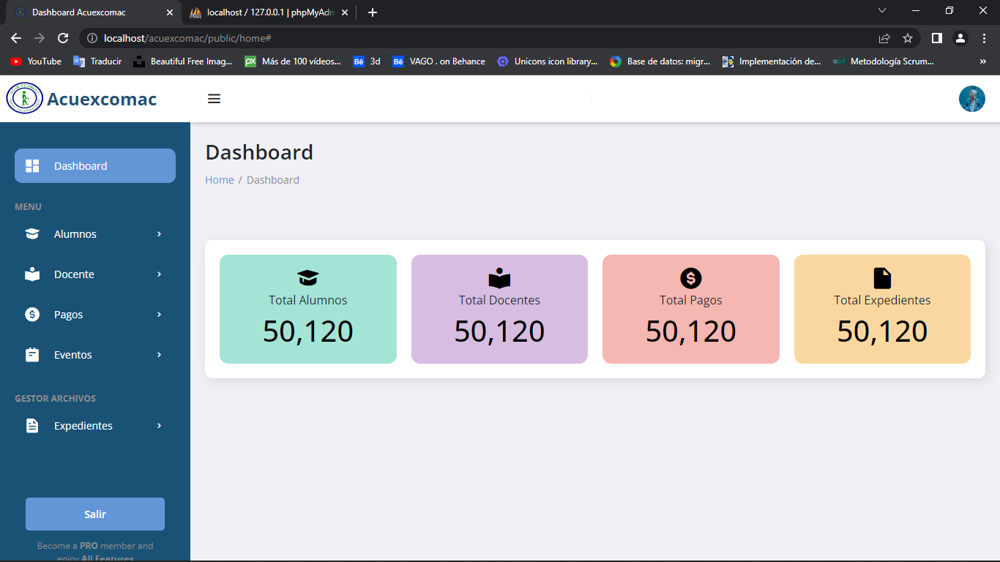 Dashboard Acuexcomac
localhost / 127.0.0.1 | phpMyAdm
localhost/acuexcomac/public/home#
YouTube
Traducir
Beautiful Free Imag...
Más de 100 vídeos...
3d
VAGO . on Behance
Unicons icon library...
Base de datos: migr...
Implementación de...
Metodología Scrum...
»
Acuexcomac
Dashboard
MENU
Alumnos
Docente
Pagos
Eventos
GESTOR ARCHIVOS
Expedientes
Salir
Become a PRO member and
enjoy All Features
Dashboard
Home / Dashboard
Total Alumnos
50,120
Total Docentes
50,120
Total Pagos
50,120
Total Expedientes
50,120